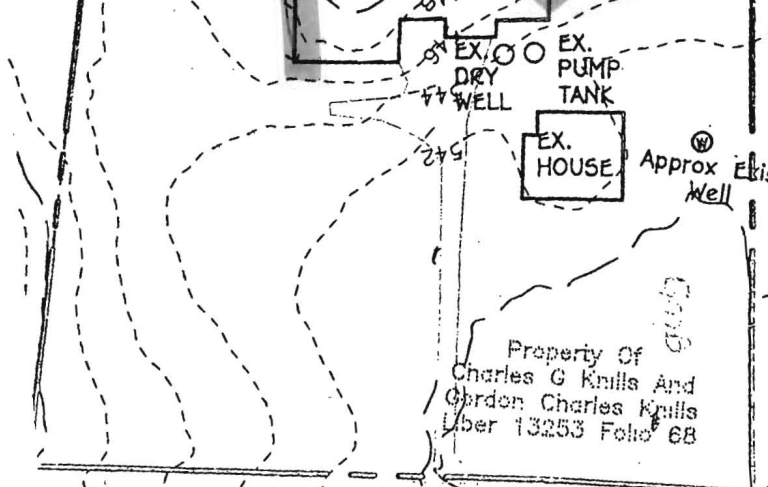 EX.
DRY
WELL
EX.
PUMP
TANK
544
542
EX.
HOUSE
W
Approx
Well
Property Of
Charles G Knills And
Gordon Charles Knills
Liber 13253 Folio 68